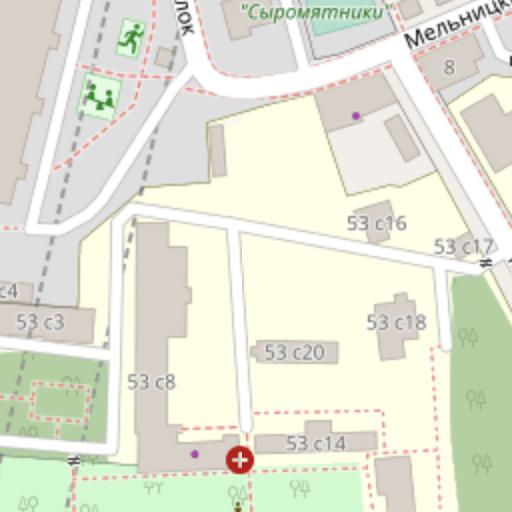 "Сыромятники"
лок
Мельницк
8
53 с16
53 с17
с4
53 с3
53 с18
53 с20
53 с8
53 с14